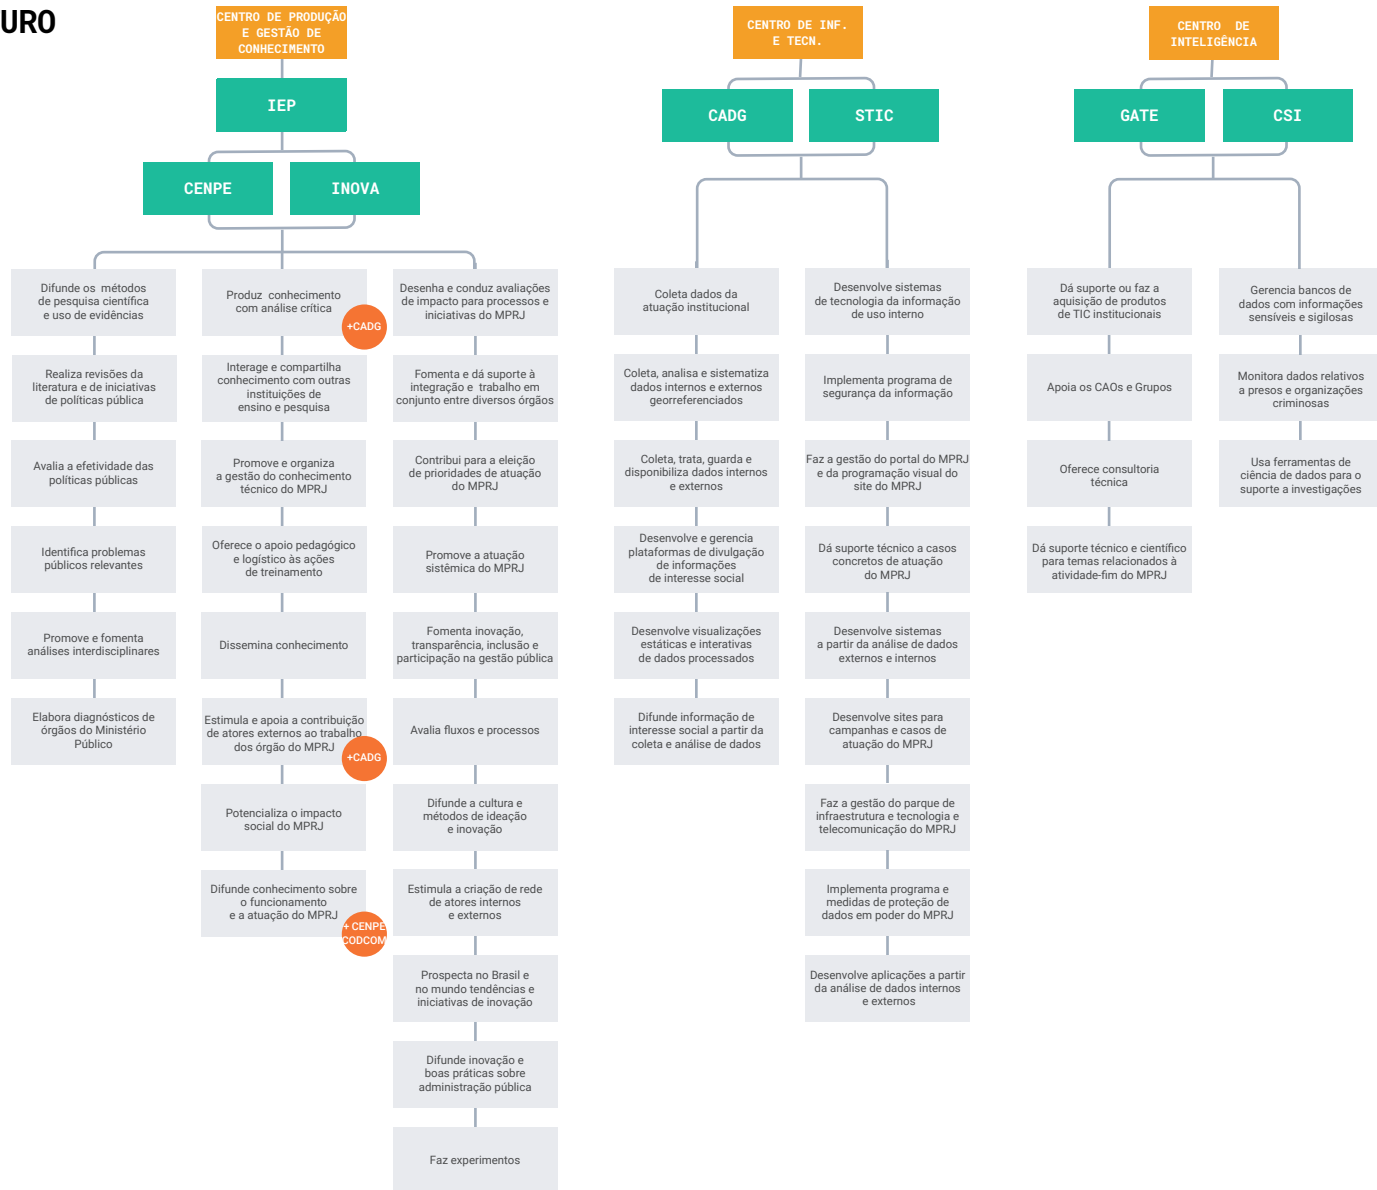 URO
CENTRO DE PRODUÇÃO
E GESTÃO DE
CONHECIMENTO
IEP
CENPE
INOVA
Difunde os métodos
de pesquisa científica
e uso de evidências
Realiza revisões da
literatura e de iniciativas
de políticas pública
Avalia a efetividade das
políticas públicas
Identifica problemas
públicos relevantes
Promove e fomenta
análises interdisciplinares
Elabora diagnósticos de
órgãos do Ministério
Público
Produz conhecimento
com análise crítica
+CADG
Interage e compartilha
conhecimento com outras
instituições de
ensino e pesquisa
Promove e organiza
a gestão do conhecimento
técnico do MPRJ
Oferece o apoio pedagógico
e logístico às ações
de treinamento
Dissemina conhecimento
Estimula e apoia a contribuição
de atores externos ao trabalho
dos órgão do MPRJ
+CADG
Potencializa o impacto
social do MPRJ
Difunde conhecimento sobre
o funcionamento
e a atuação do MPRJ
+ CENPE
CODCOM
Desenha e conduz avaliações
de impacto para processos e
iniciativas do MPRJ
Fomenta e dá suporte à
integração e trabalho em
conjunto entre diversos órgãos
Contribui para a eleição
de prioridades de atuação
do MPRJ
Promove a atuação
sistêmica do MPRJ
Fomenta inovação,
transparência, inclusão e
participação na gestão pública
Avalia fluxos e processos
Difunde a cultura e
métodos de ideação
e inovação
Estimula a criação de rede
de atores internos
e externos
Prospecta no Brasil e
no mundo tendências e
iniciativas de inovação
Difunde inovação e
boas práticas sobre
administração pública
Faz experimentos
CENTRO DE INF.
E TECN.
CADG
STIC
Coleta dados da
atuação institucional
Coleta, analisa e sistematiza
dados internos e externos
georreferenciados
Coleta, trata, guarda e
disponibiliza dados internos
e externos
Desenvolve e gerencia
plataformas de divulgação
de informações
de interesse social
Desenvolve visualizações
estáticas e interativas
de dados processados
Difunde informação de
interesse social a partir da
coleta e análise de dados
Desenvolve sistemas
de tecnologia da informação
de uso interno
Implementa programa de
segurança da informação
Faz a gestão do portal do MPRJ
e da programação visual do
site do MPRJ
Dá suporte técnico a casos
concretos de atuação
do MPRJ
Desenvolve sistemas
a partir da análise de dados
externos e internos
Desenvolve sites para
campanhas e casos de
atuação do MPRJ
Faz a gestão do parque de
infraestrutura e tecnologia e
telecomunicação do MPRJ
Implementa programa e
medidas de proteção de
dados em poder do MPRJ
Desenvolve aplicações a partir
da análise de dados internos
e externos
CENTRO DE
INTELIGÊNCIA
GATE
CSI
Dá suporte ou faz a
aquisição de produtos
de TIC institucionais
Apoia os CAOs e Grupos
Oferece consultoria
técnica
Dá suporte técnico e científico
para temas relacionados à
atividade-fim do MPRJ
Gerencia bancos de
dados com informações
sensíveis e sigilosas
Monitora dados relativos
a presos e organizações
criminosas
Usa ferramentas de
ciência de dados para o
suporte a investigações